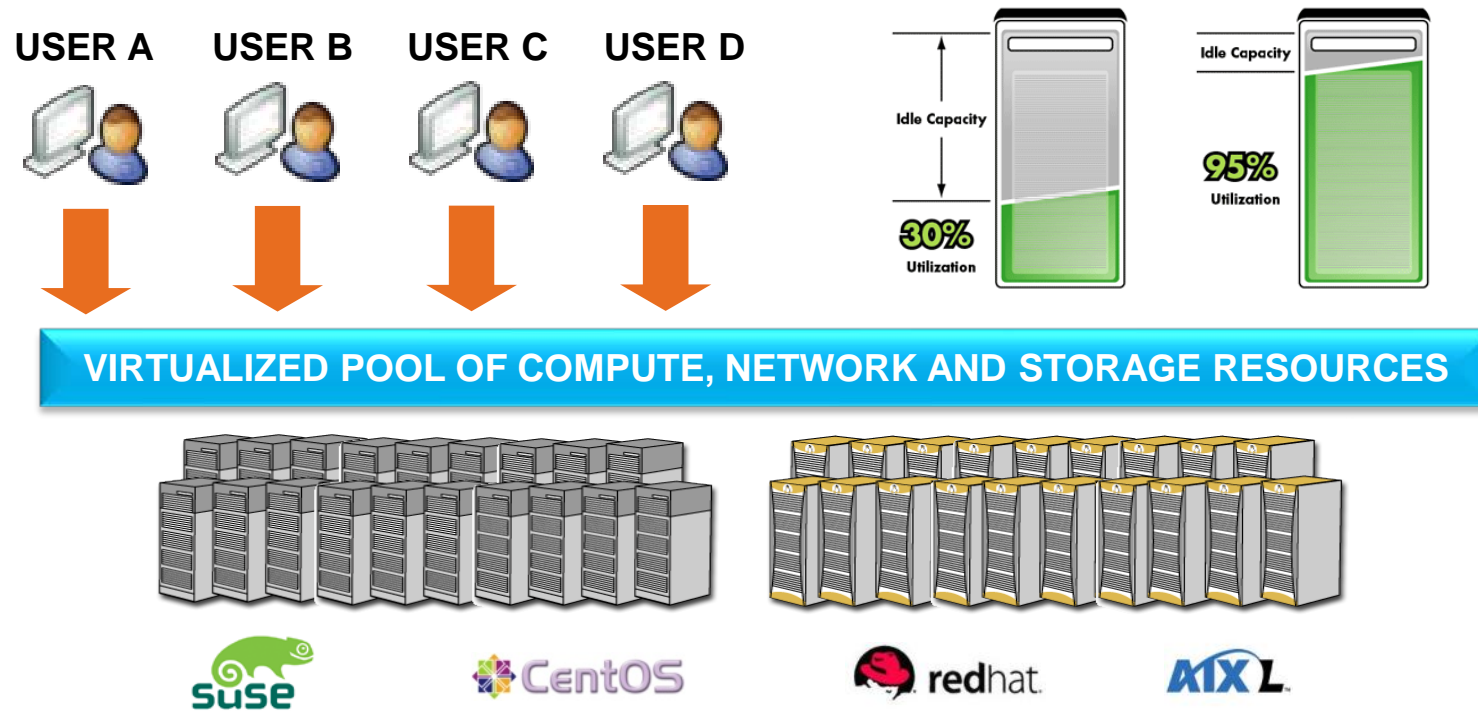 USER A
USER B
USER C
USER D
Idle Capacity
30%
Utilization
Idle Capacity
95%
Utilization
VIRTUALIZED POOL OF COMPUTE, NETWORK AND STORAGE RESOURCES
suse
CentOS
redhat.
AIX L™